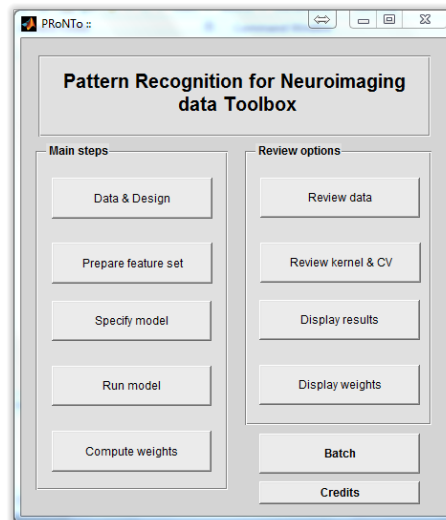 PRoNTo ::
Pattern Recognition for Neuroimaging
data Toolbox
Main steps
Data & Design
Prepare feature set
Specify model
Run model
Compute weights
Review options
Review data
Review kernel & CV
Display results
Display weights
Batch
Credits